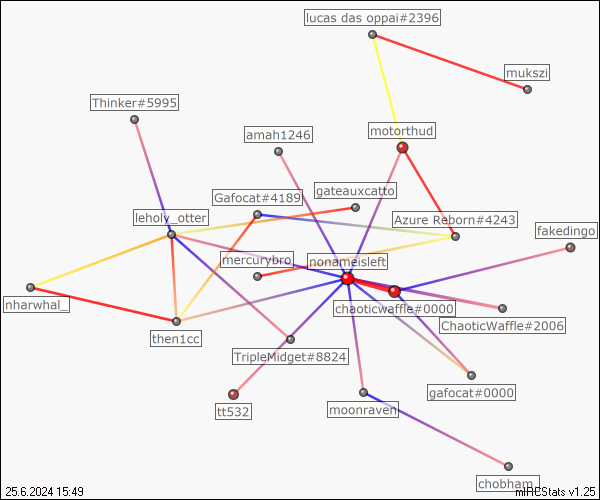 lucas das oppai#2396
mukszi
Thinker#5995
motorthud
amah1246
gateauxcatto
Gafocat#4189
leholy_otter
Azure Reborn#4243
fakedingo
mercurybro
nonameisleft
nharwhal_
chaoticwaffle#0000
ChaoticWaffle#2006
then1cc
TripleMidget#8824
gafocat#0000
tt532
moonraven
chobham_
25.6.2024 15:49
mIRCStats v1.25